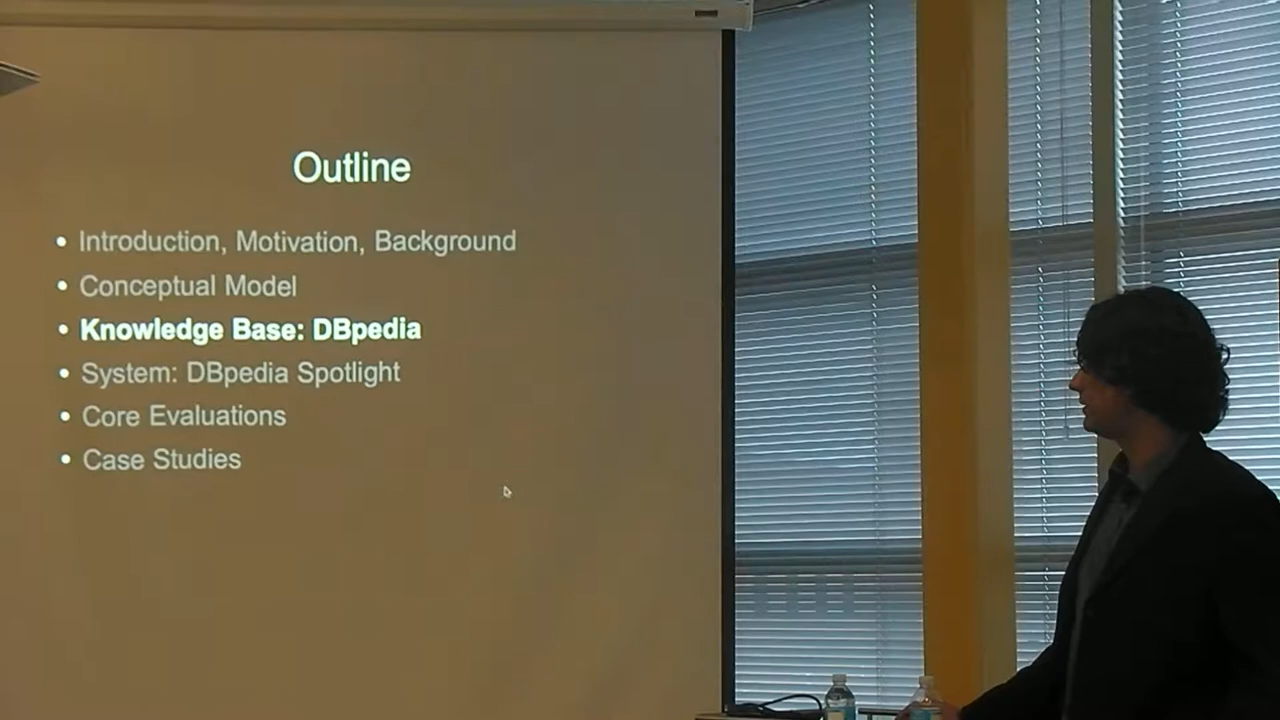 Outline
• Introduction, Motivation, Background
• Conceptual Model
• Knowledge Base: DBpedia
• System: DBpedia Spotlight
• Core Evaluations
• Case Studies